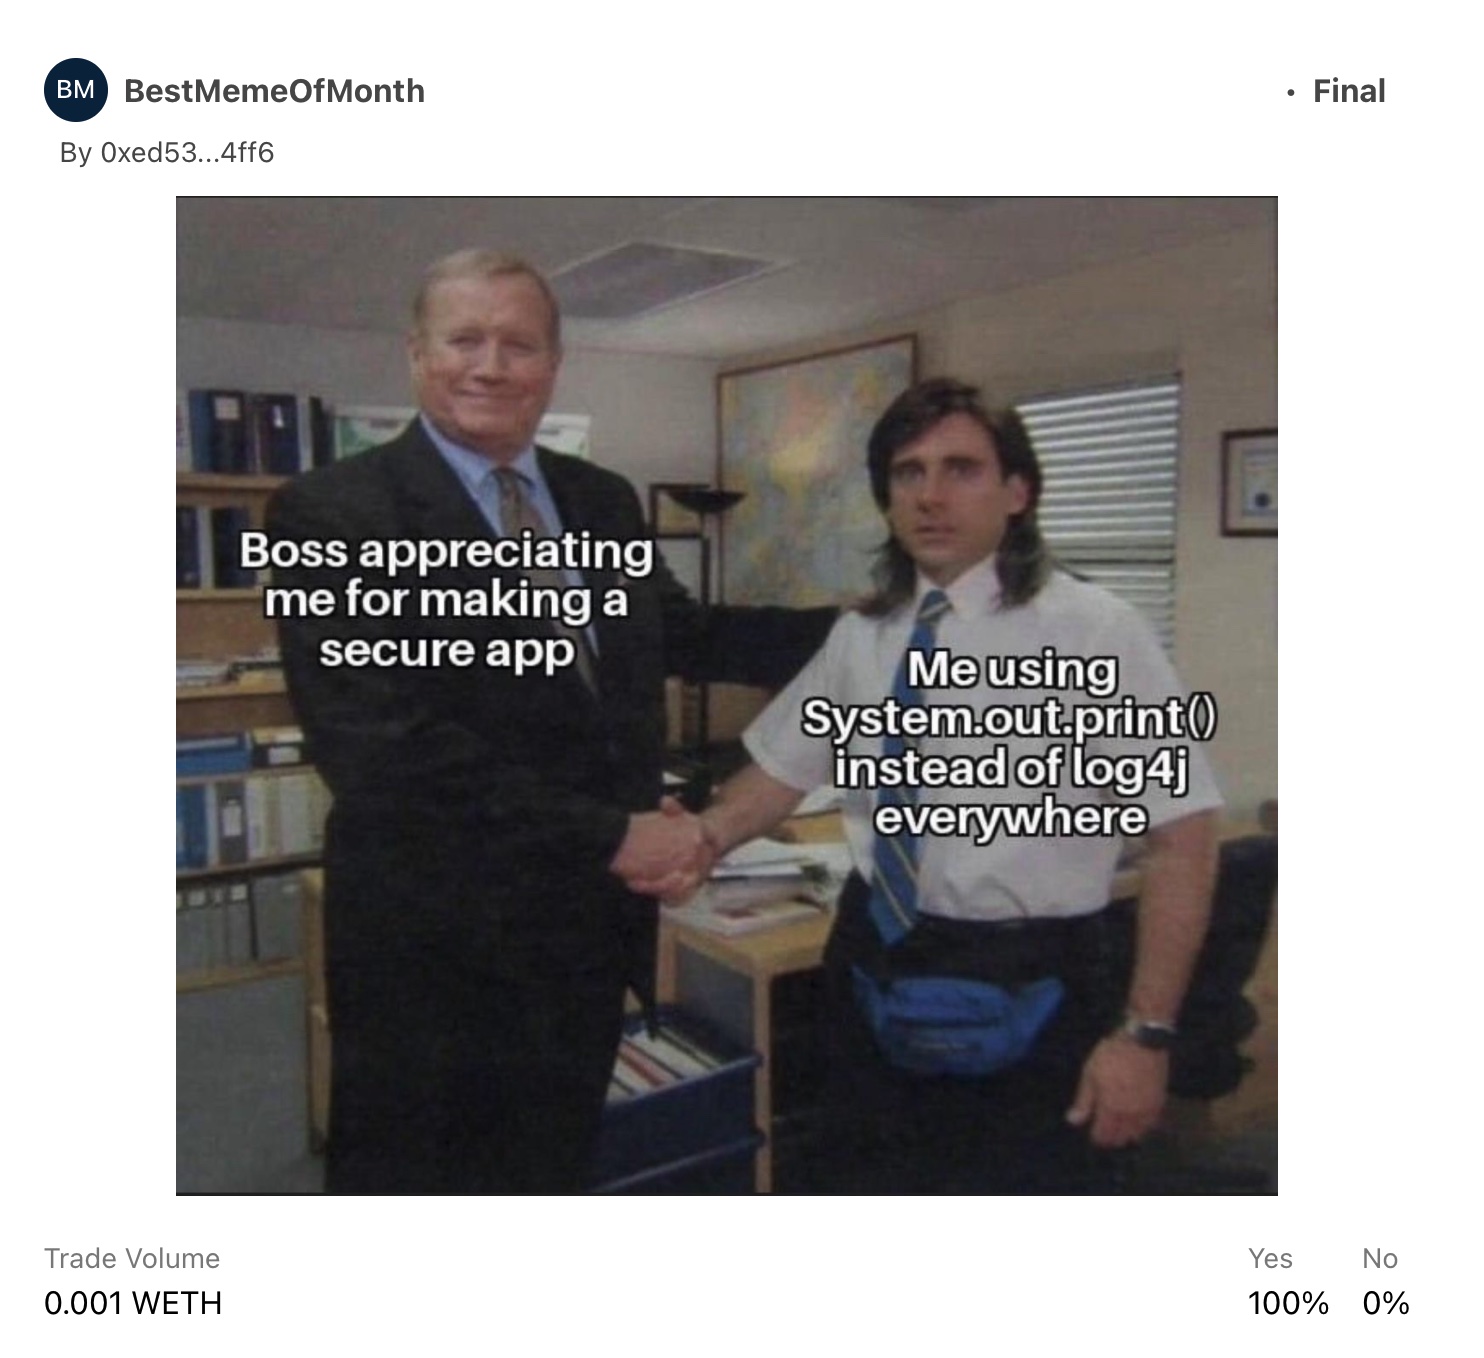 BM BestMemeOfMonth • Final
By 0xed53...4ff6
Boss appreciating
me for making a
secure app
Me using
System.out.print()
instead of log4j
everywhere
Trade Volume Yes No
0.001 WETH 100% 0%